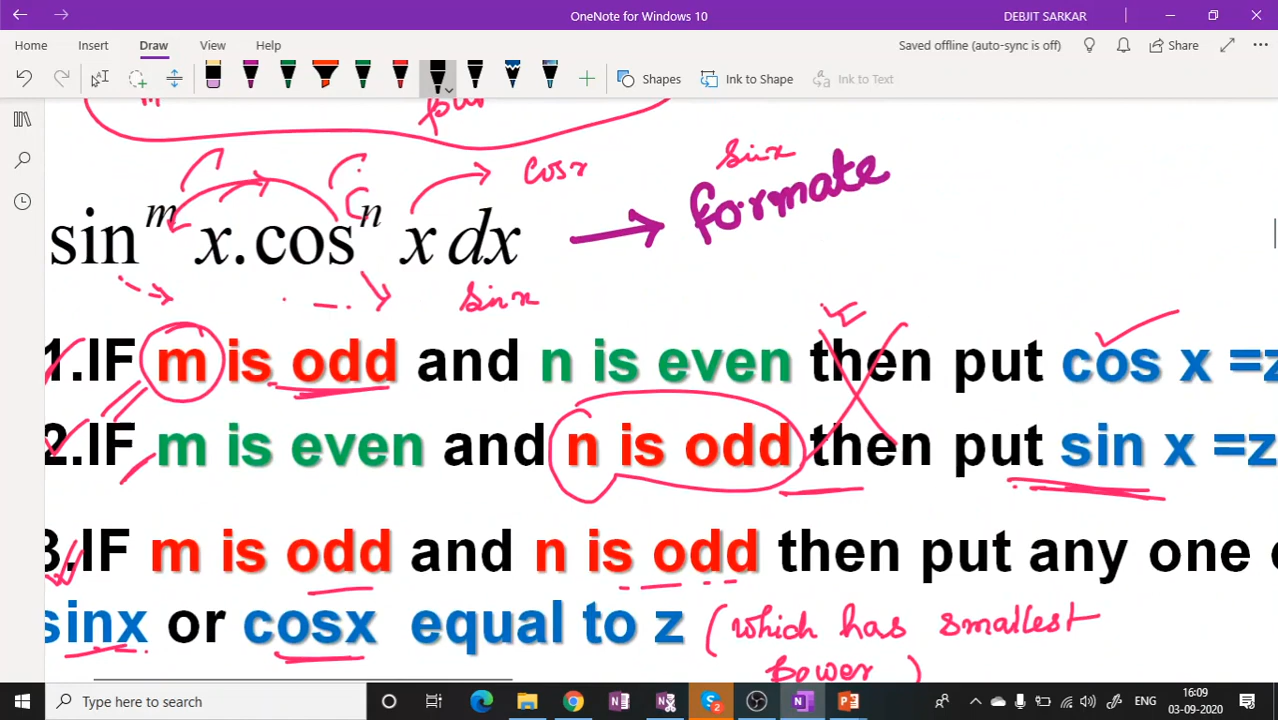 OneNote for Windows 10
DEBJIT SARKAR
Home Insert Draw View Help
Saved offline (auto-sync is off)
Share
Shapes
Ink to Shape
Ink to Text
m
sin x
cos x
formate
sin^m x.cos^n x dx
sin x
1.IF m is odd and n is even then put cos x =z
2.IF m is even and n is odd then put sin x =z
3.IF m is odd and n is odd then put any one
sinx or cosx equal to z (which has smallest
power )
Type here to search
2
ENG
16:09
03-09-2020